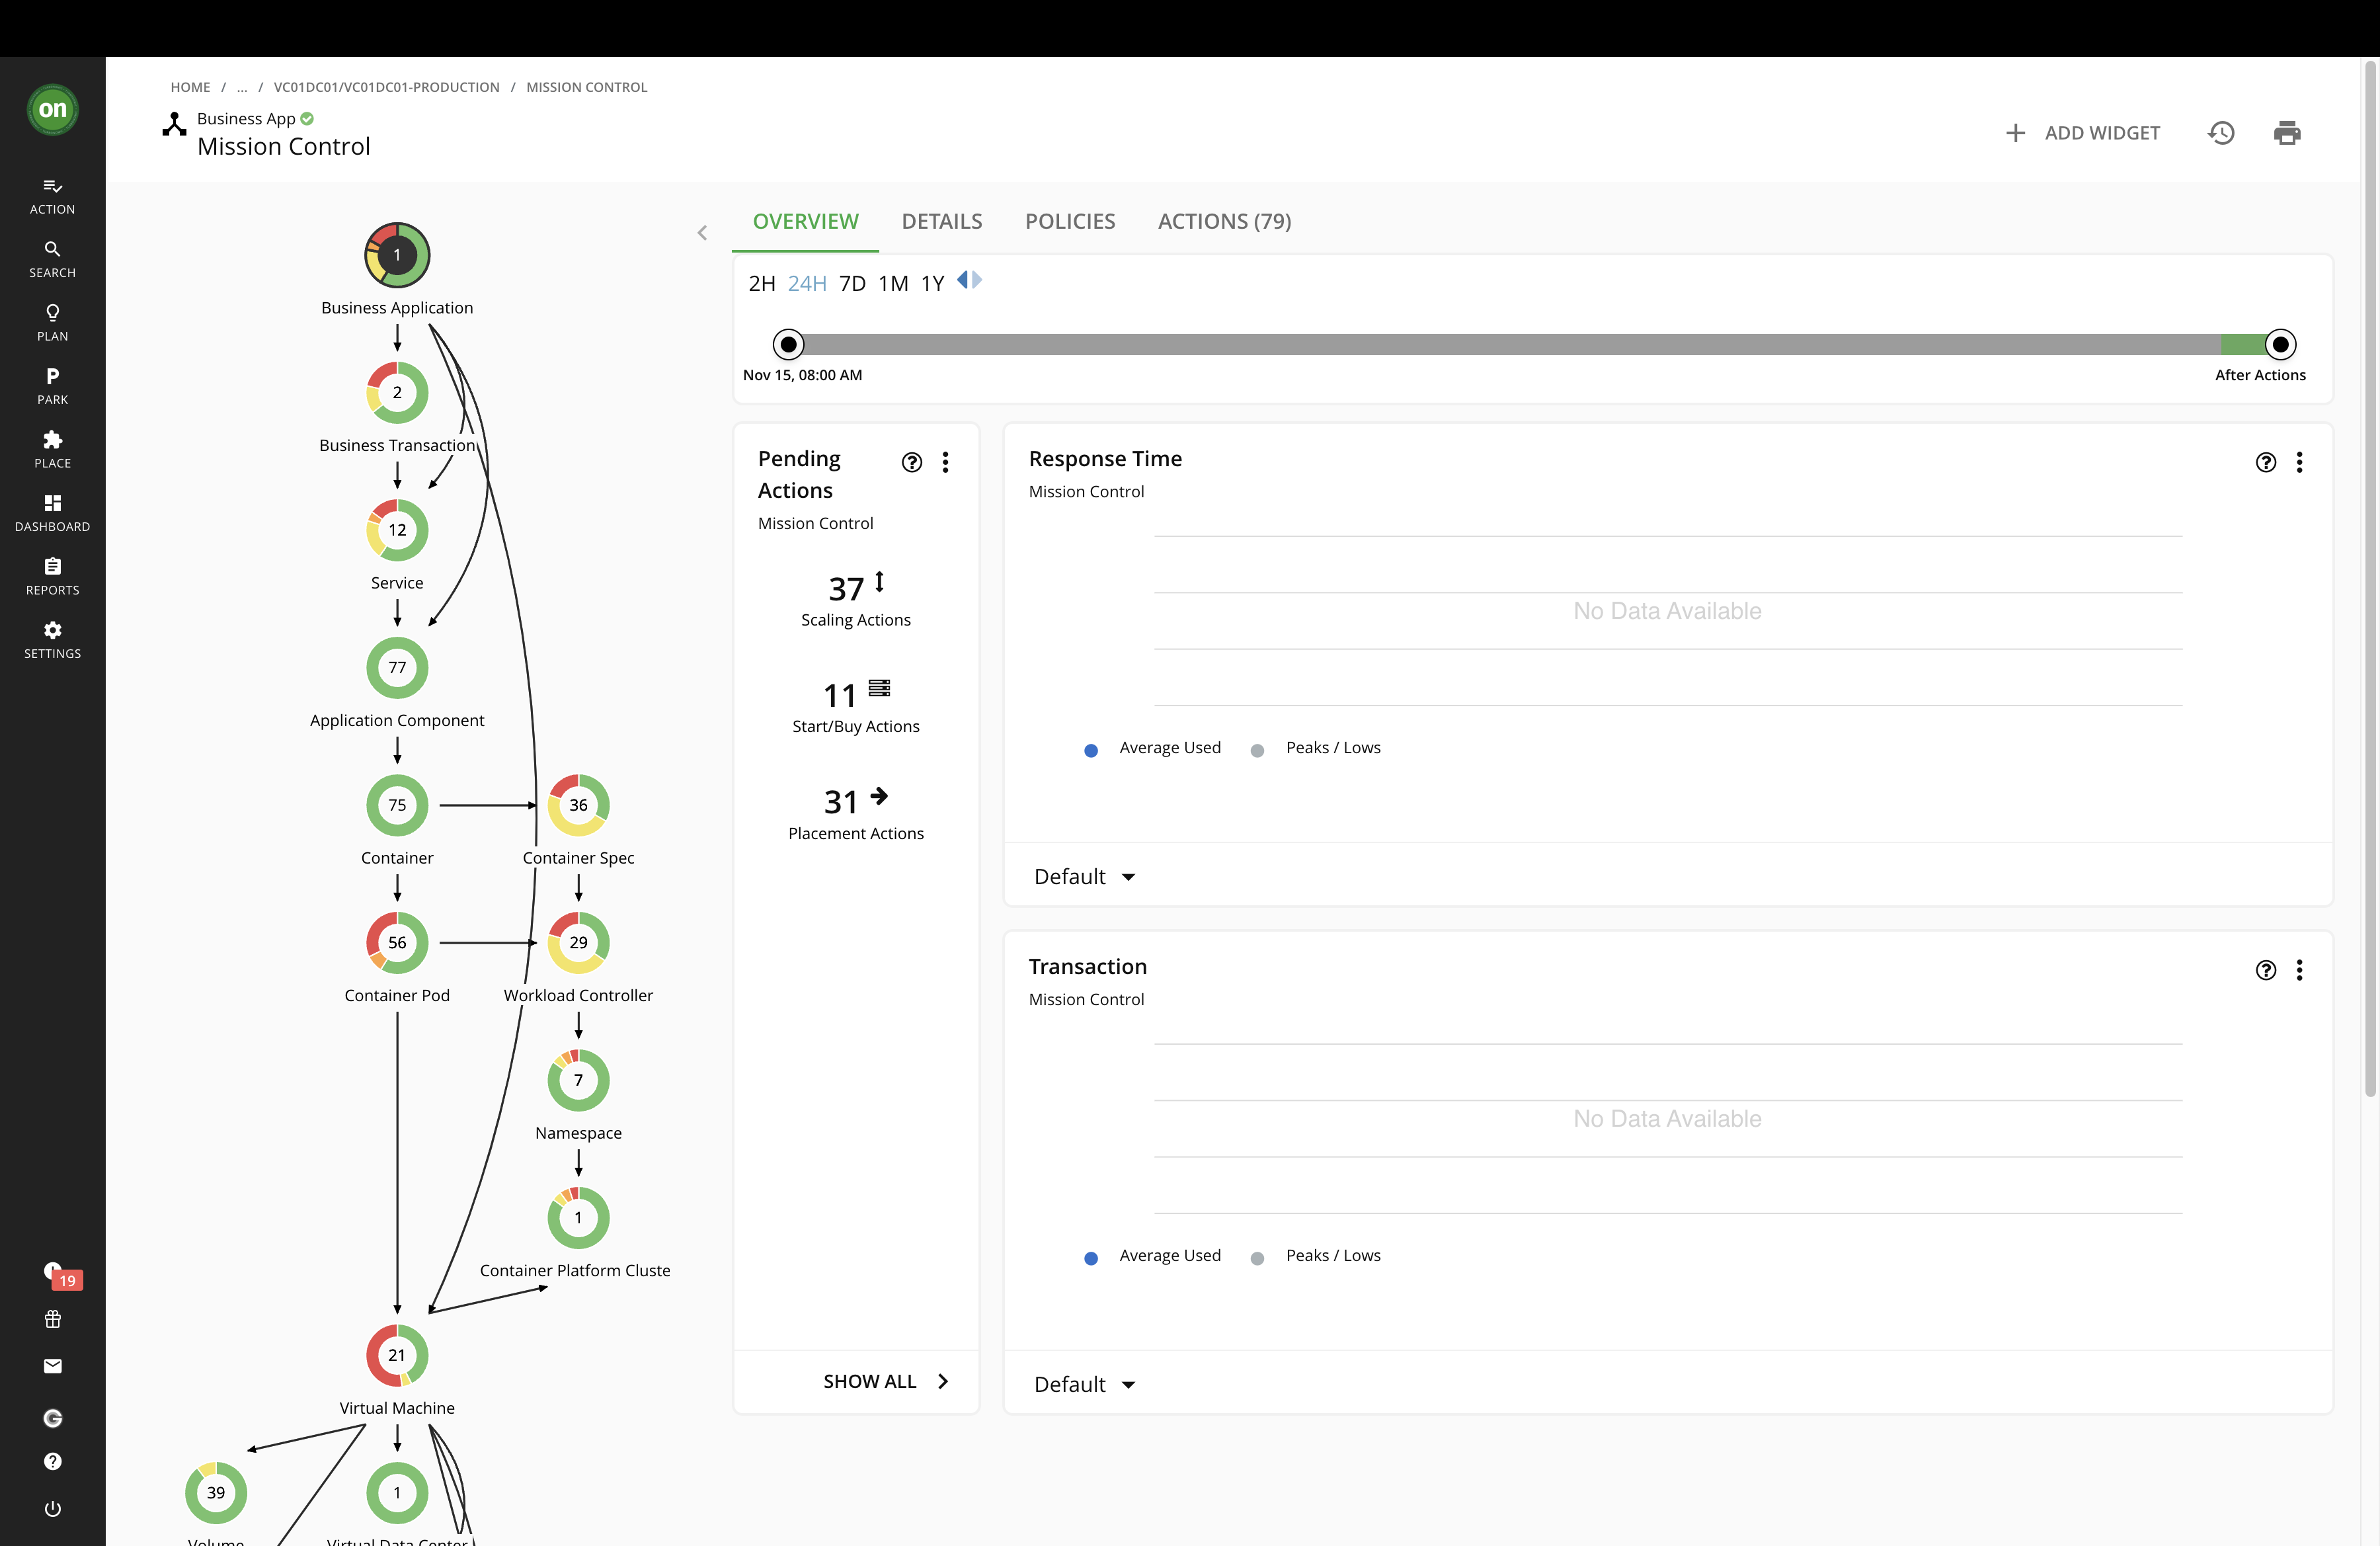 on
ACTION
SEARCH
PLAN
PARK
PLACE
DASHBOARD
REPORTS
SETTINGS
19
HOME / ... / VC01DC01/VC01DC01-PRODUCTION / MISSION CONTROL
Business App
Mission Control
ADD WIDGET
1
Business Application
2
Business Transaction
12
Service
77
Application Component
75
36
Container
Container Spec
56
29
Container Pod
Workload Controller
7
Namespace
1
Container Platform Cluste
21
Virtual Machine
39
1
Volume
Virtual Data Center
OVERVIEW DETAILS POLICIES ACTIONS (79)
2H 24H 7D 1M 1Y
Nov 15, 08:00 AM
After Actions
Pending
Actions
Mission Control
37
Scaling Actions
11
Start/Buy Actions
31
Placement Actions
SHOW ALL
Response Time
Mission Control
No Data Available
Average Used Peaks / Lows
Default
Transaction
Mission Control
No Data Available
Average Used Peaks / Lows
Default